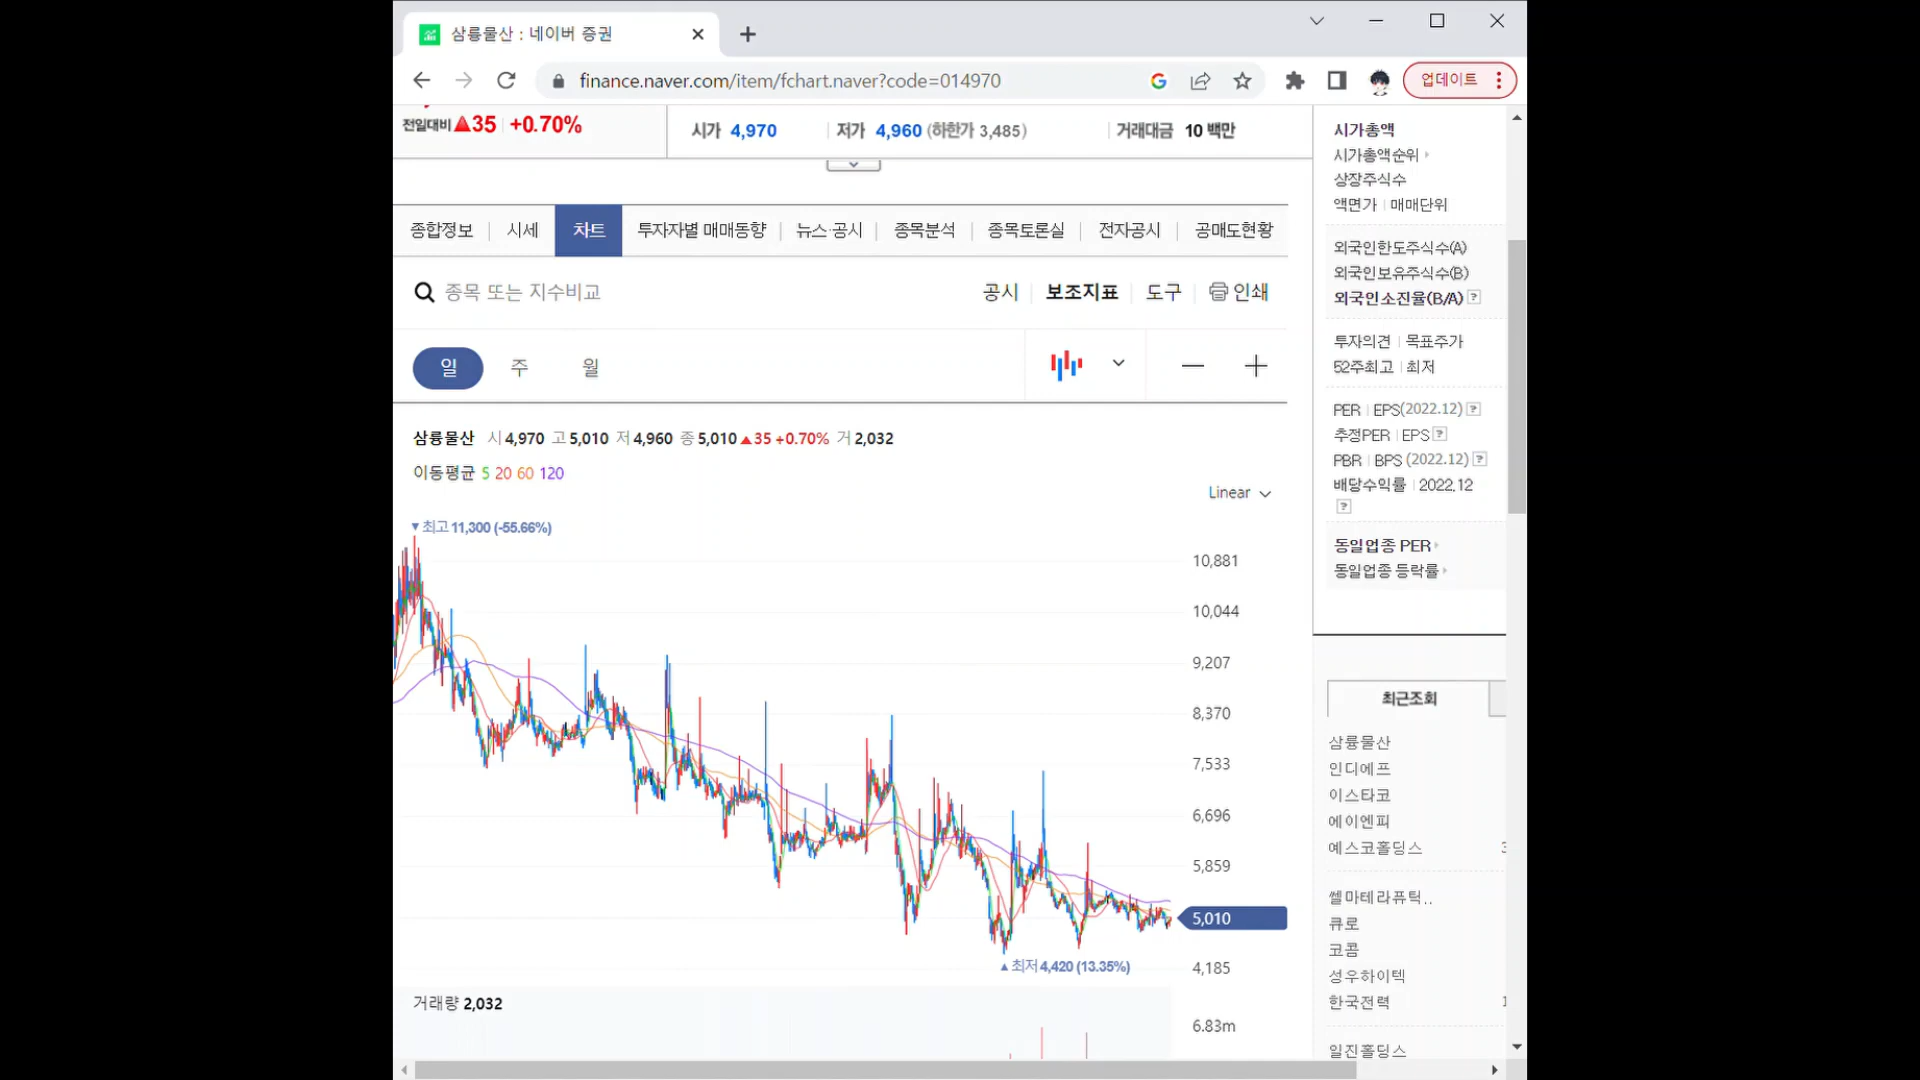 삼륭물산 : 네이버 증권
finance.naver.com/item/fchart.naver?code=014970
업데이트
전일대비 ▲35 +0.70%
시가 4,970 저가 4,960 (하한가 3,485) 거래대금 10 백만
종합정보 시세 차트 투자자별 매매동향 뉴스·공시 종목분석 종목토론실 전자공시 공매도현황
종목 또는 지수비교
공시 보조지표 도구 인쇄
일 주 월
삼륭물산 시 4,970 고 5,010 저 4,960 종 5,010 ▲35 +0.70% 거 2,032
이동평균 5 20 60 120
Linear
▼최고 11,300 (-55.66%)
10,881
10,044
9,207
8,370
7,533
6,696
5,859
5,010
▲최저 4,420 (13.35%)
4,185
거래량 2,032
6.83m
시가총액
시가총액순위
상장주식수
액면가 | 매매단위
외국인한도주식수(A)
외국인보유주식수(B)
외국인소진율(B/A) ?
투자의견 | 목표주가
52주최고 | 최저
PER | EPS(2022.12) ?
추정PER | EPS ?
PBR | BPS (2022.12) ?
배당수익률 | 2022.12
?
동일업종 PER
동일업종 등락률
최근조회
삼륭물산
인디에프
이스타코
에이엔피
예스코홀딩스
쎌마테라퓨틱..
큐로
코콤
성우하이텍
한국전력
일진홀딩스